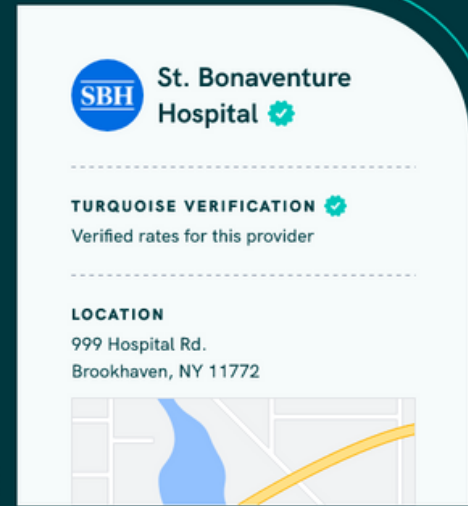 SBH
St. Bonaventure
Hospital
TURQUOISE VERIFICATION
Verified rates for this provider
LOCATION
999 Hospital Rd.
Brookhaven, NY 11772